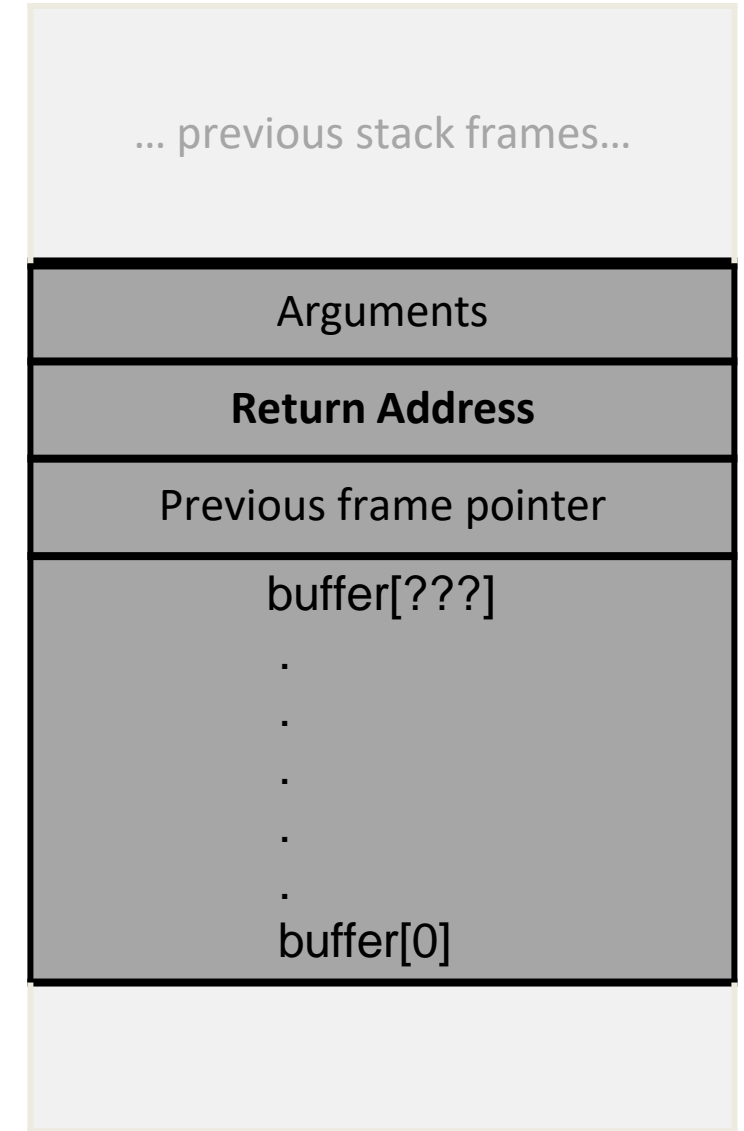 … previous stack frames…
Arguments
Return Address
Previous frame pointer
buffer[???]
.
.
.
.
.
buffer[0]